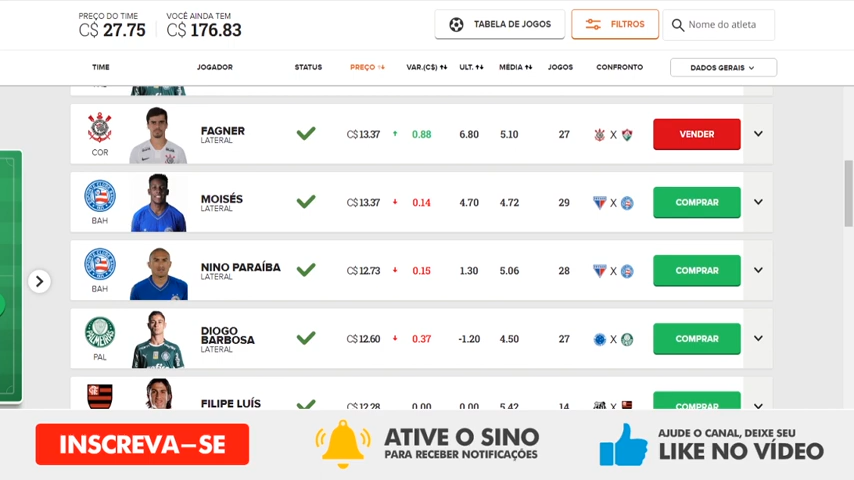 PREÇO DO TIME
C$ 27.75
VOCÊ AINDA TEM
C$ 176.83
TABELA DE JOGOS
FILTROS
Nome do atleta
TIME JOGADOR STATUS PREÇO VAR.(C$) ULT. MÉDIA JOGOS CONFRONTO DADOS GERAIS
COR FAGNER LATERAL C$ 13.37 0.88 6.80 5.10 27 X VENDER
BAH MOISÉS LATERAL C$ 13.37 0.14 4.70 4.72 29 X COMPRAR
BAH NINO PARAÍBA LATERAL C$ 12.73 0.15 1.30 5.06 28 X COMPRAR
PAL DIOGO BARBOSA LATERAL C$ 12.60 0.37 -1.20 4.50 27 X COMPRAR
FILIPE LUÍS C$ 12.28 0.00 0.00 5.42 14 X COMPRAR
INSCREVA-SE
ATIVE O SINO
PARA RECEBER NOTIFICAÇÕES
AJUDE O CANAL, DEIXE SEU
LIKE NO VÍDEO